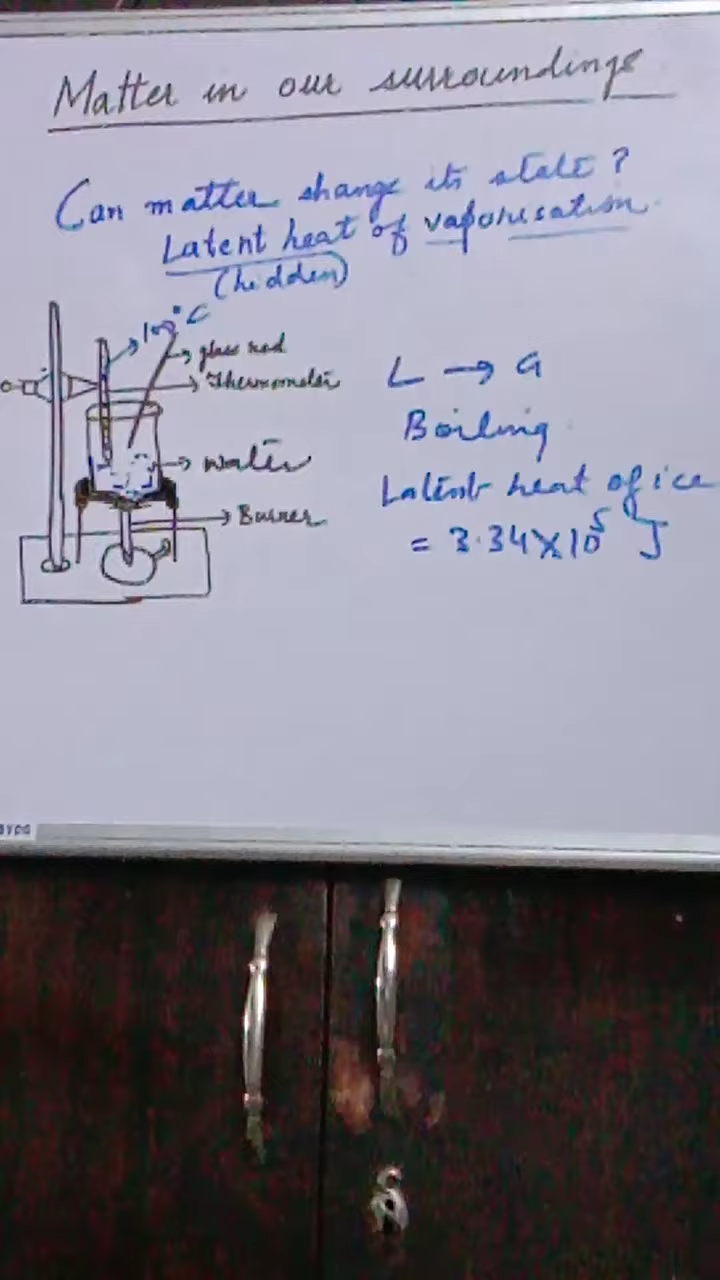 Matter in our surroundings
Can matter change its state?
Latent heat of vaporisation
(hidden)
100°C
glass rod
Thermometer
water
Burner
L → G
Boiling
Latent heat of ice
= 3.34×10⁵ J